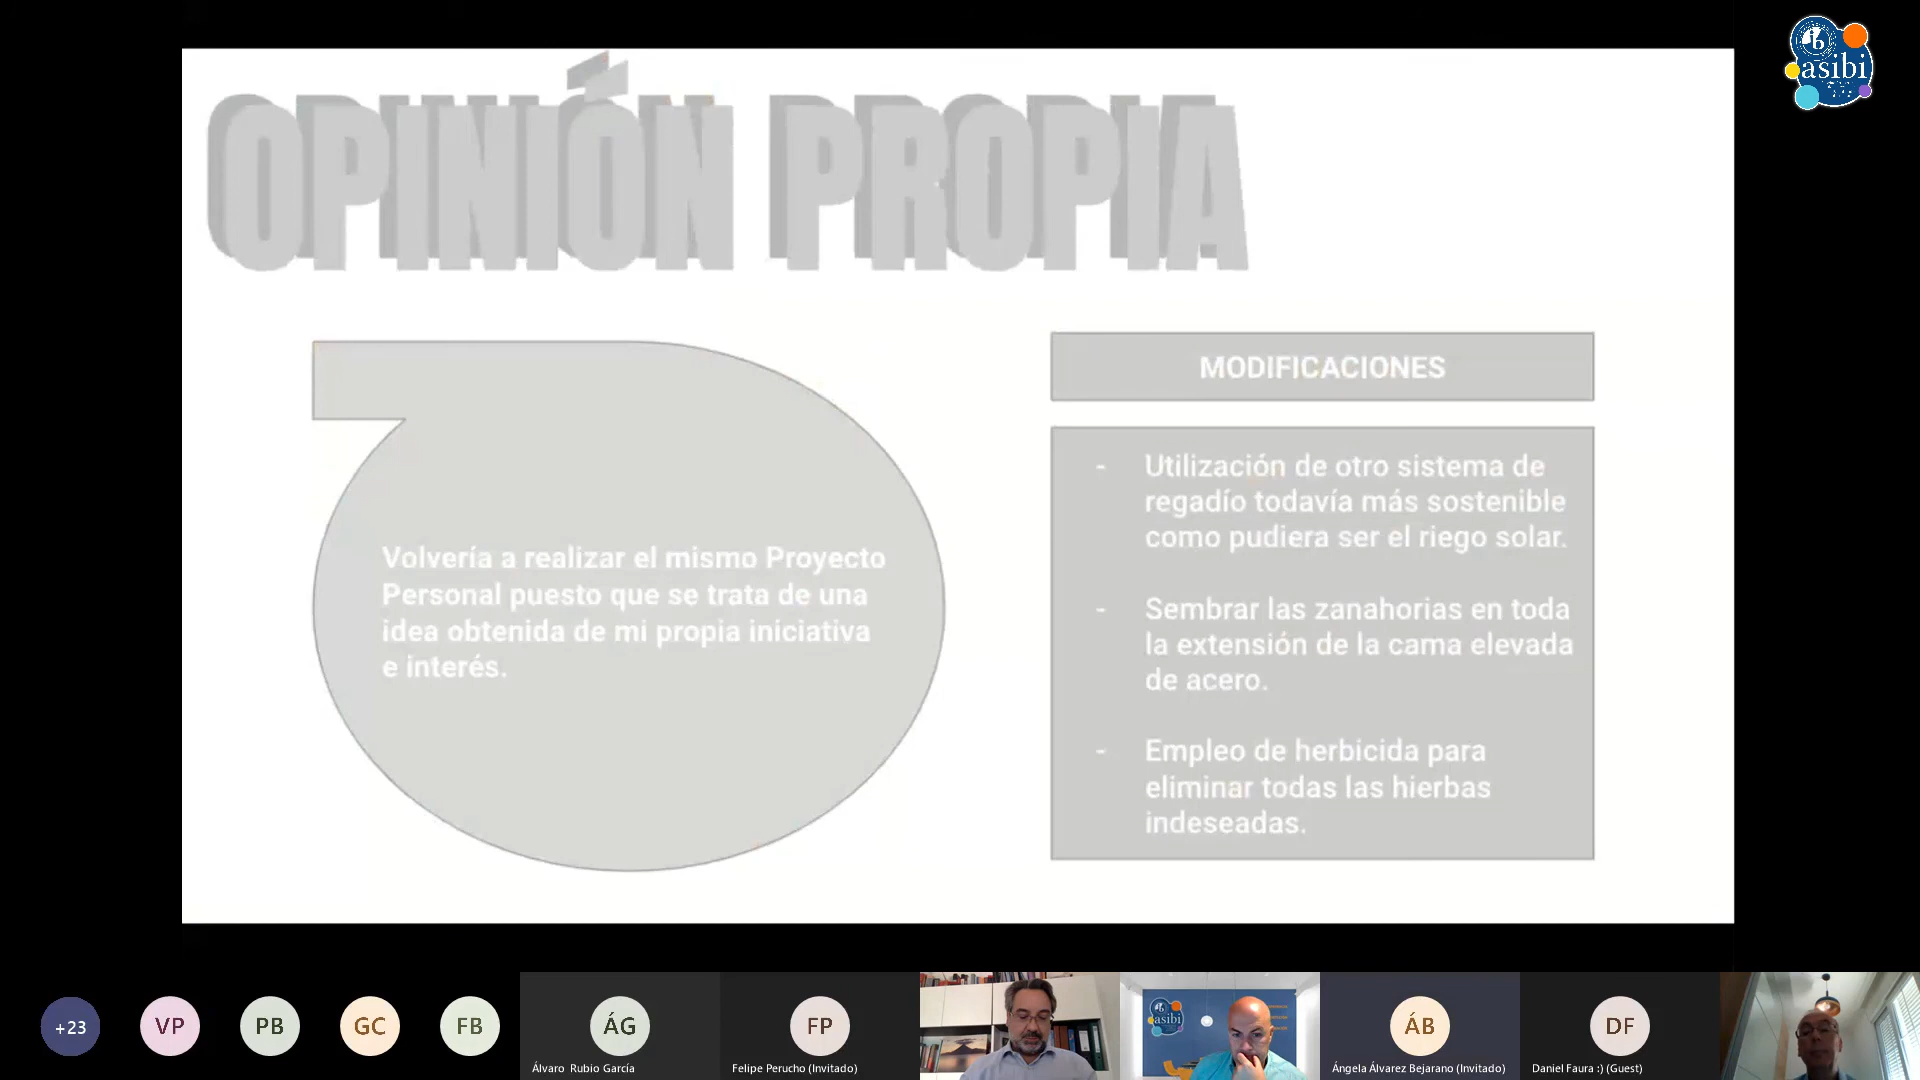 ib
asibi
OPINIÓN PROPIA
Volvería a realizar el mismo Proyecto
Personal puesto que se trata de una
idea obtenida de mi propia iniciativa
e interés.
MODIFICACIONES
- Utilización de otro sistema de
regadío todavía más sostenible
como pudiera ser el riego solar.
- Sembrar las zanahorias en toda
la extensión de la cama elevada
de acero.
- Empleo de herbicida para
eliminar todas las hierbas
indeseadas.
+23
VP
PB
GC
FB
ÁG
Álvaro Rubio García
FP
Felipe Perucho (Invitado)
asibi
ÁB
Ángela Álvarez Bejarano (Invitado)
DF
Daniel Faura :) (Guest)